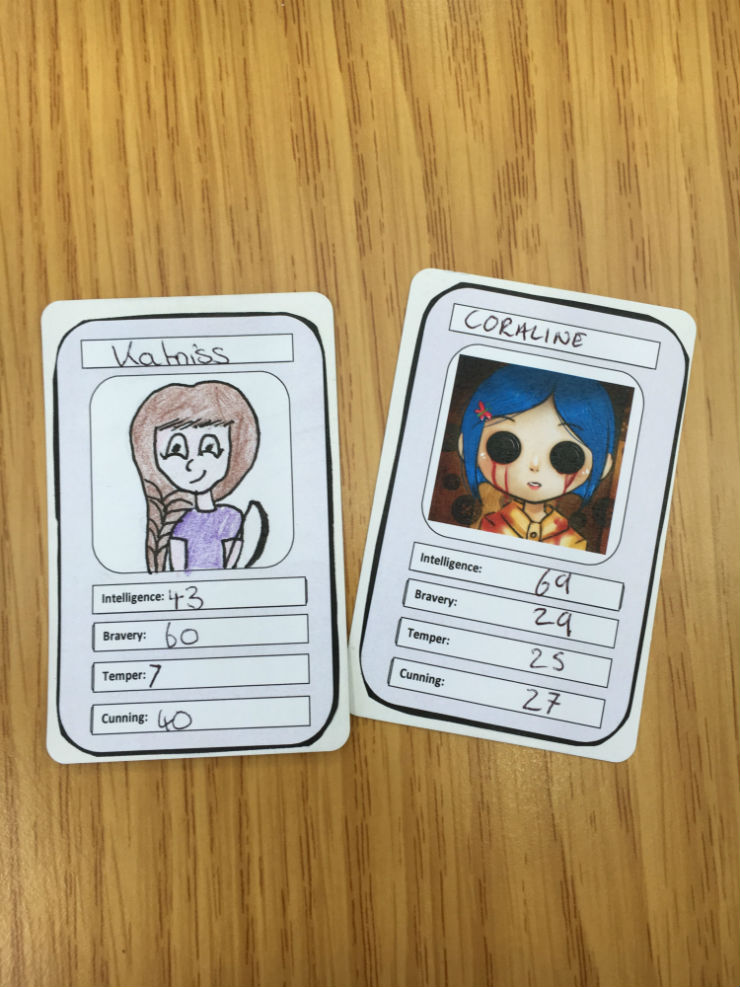 Katniss
Intelligence: 43
Bravery: 60
Temper: 7
Cunning: 40
CORALINE
Intelligence: 69
Bravery: 29
Temper: 25
Cunning: 27